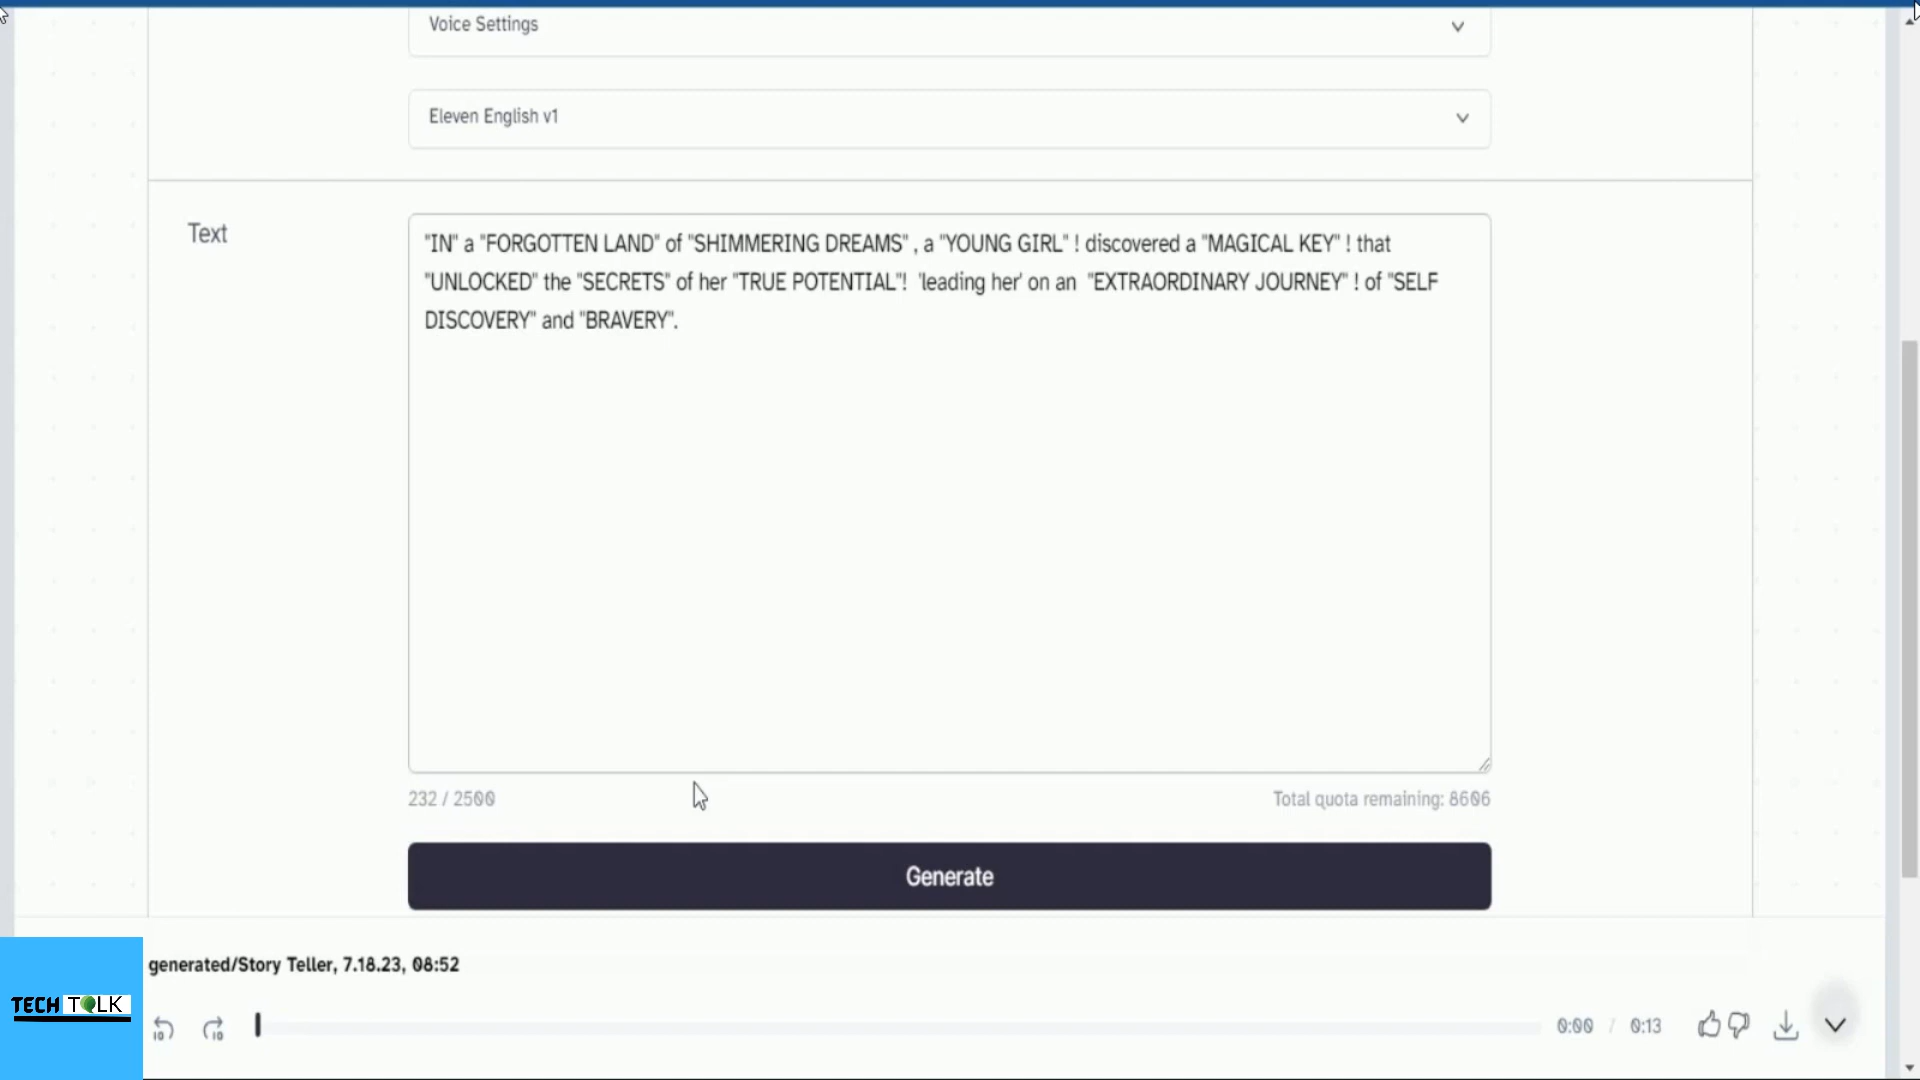 Voice Settings
Eleven English v1
Text
"IN" a "FORGOTTEN LAND" of "SHIMMERING DREAMS" , a "YOUNG GIRL" ! discovered a "MAGICAL KEY" ! that
"UNLOCKED" the "SECRETS" of her "TRUE POTENTIAL"!  'leading her' on an  "EXTRAORDINARY JOURNEY" ! of "SELF
DISCOVERY" and "BRAVERY".
232 / 2500
Total quota remaining: 8606
Generate
generated/Story Teller, 7.18.23, 08:52
TECH TALK
10
10
0:00 / 0:13